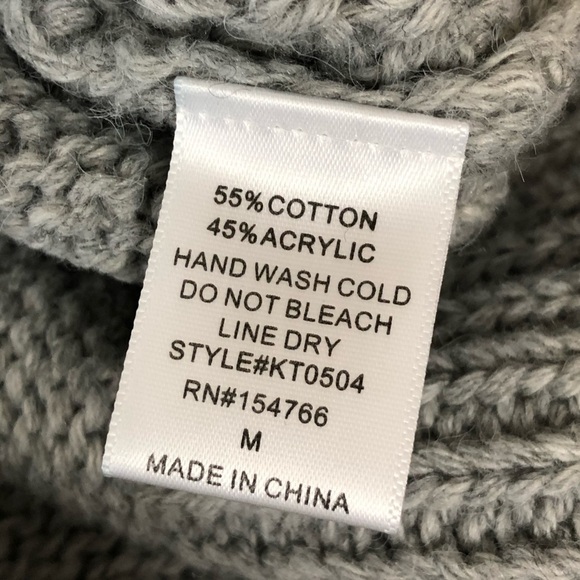 55% COTTON
45% ACRYLIC
HAND WASH COLD
DO NOT BLEACH
LINE DRY
STYLE#KT0504
RN#154766
M
MADE IN CHINA